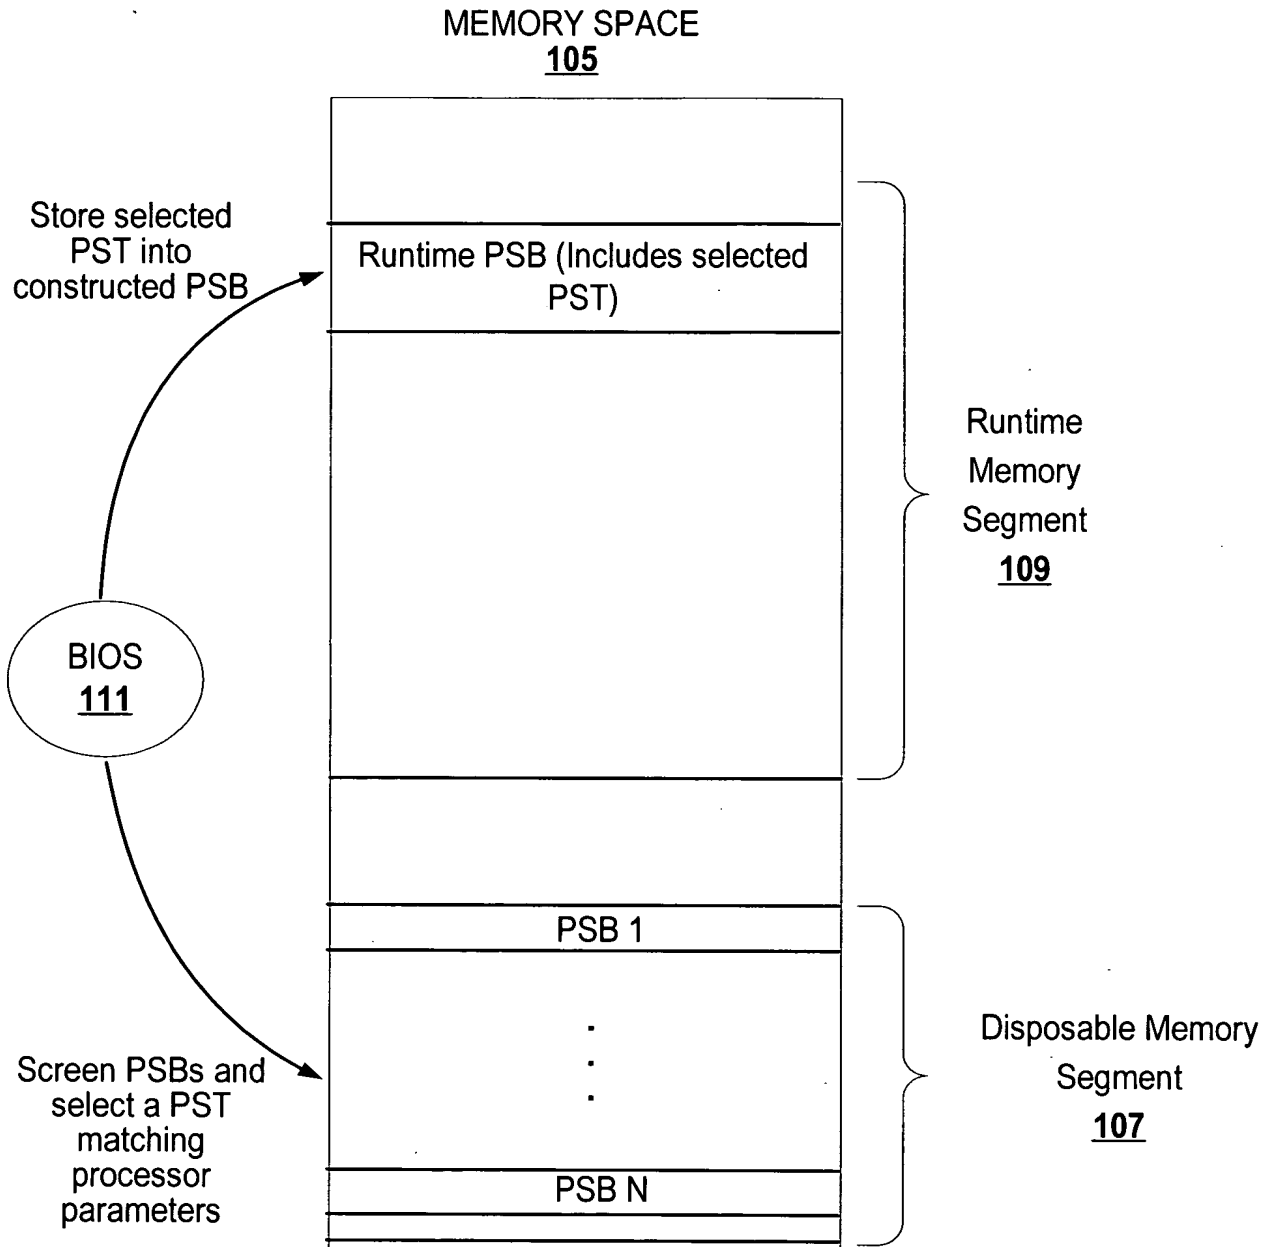 MEMORY SPACE
105
Store selected
PST into
constructed PSB
Runtime PSB (Includes selected
PST)
Runtime
Memory
Segment
109
BIOS
111
PSB 1
.
.
.
Disposable Memory
Segment
107
Screen PSBs and
select a PST
matching
processor
parameters
PSB N